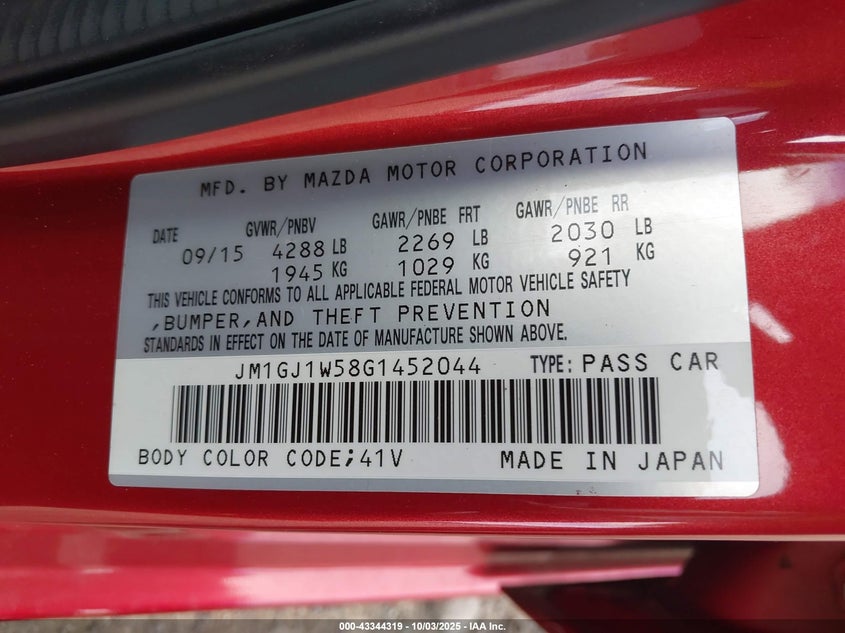 MFD. BY MAZDA MOTOR CORPORATION
DATE GVWR/PNBV GAWR/PNBE FRT GAWR/PNBE RR
09/15 4288 LB 2269 LB 2030 LB
1945 KG 1029 KG 921 KG
THIS VEHICLE CONFORMS TO ALL APPLICABLE FEDERAL MOTOR VEHICLE SAFETY
,BUMPER,AND THEFT PREVENTION
STANDARDS IN EFFECT ON THE DATE OF MANUFACTURE SHOWN ABOVE.
JM1GJ1W58G1452044 TYPE: PASS CAR
BODY COLOR CODE;41V MADE IN JAPAN
000-43344319 | 10/03/2025 - IAA Inc.